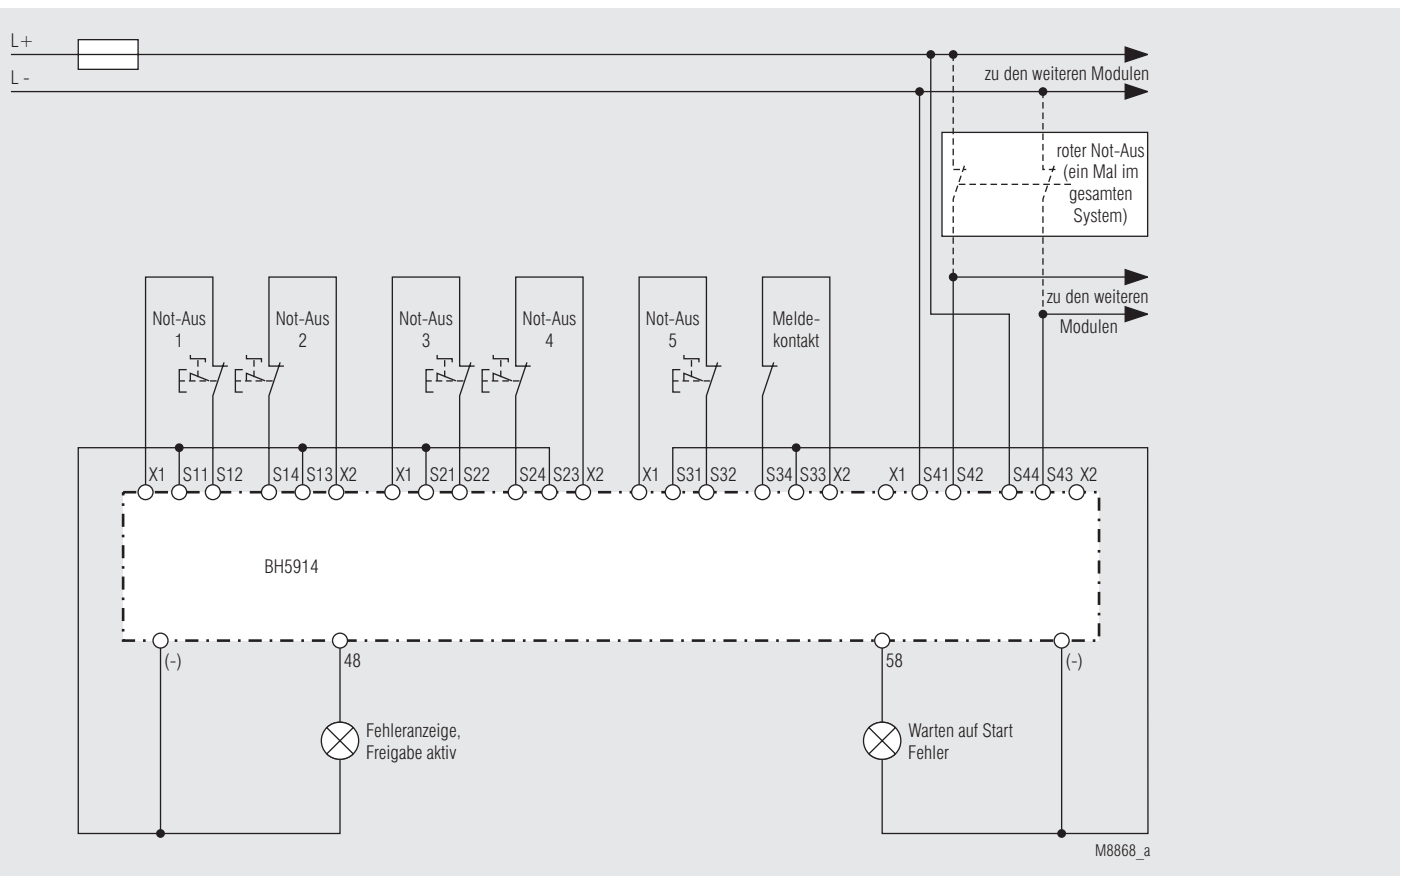 L+
L -
zu den weiteren Modulen
roter Not-Aus
(ein Mal im
gesamten
System)
zu den weiteren
Modulen
Not-Aus
1
Not-Aus
2
Not-Aus
3
Not-Aus
4
Not-Aus
5
Melde-
kontakt
X1 S11 S12 S14 S13 X2 X1 S21 S22 S24 S23 X2 X1 S31 S32 S34 S33 X2 X1 S41 S42 S44 S43 X2
BH5914
(-) 48 58 (-)
Fehleranzeige,
Freigabe aktiv
Warten auf Start
Fehler
M8868_a